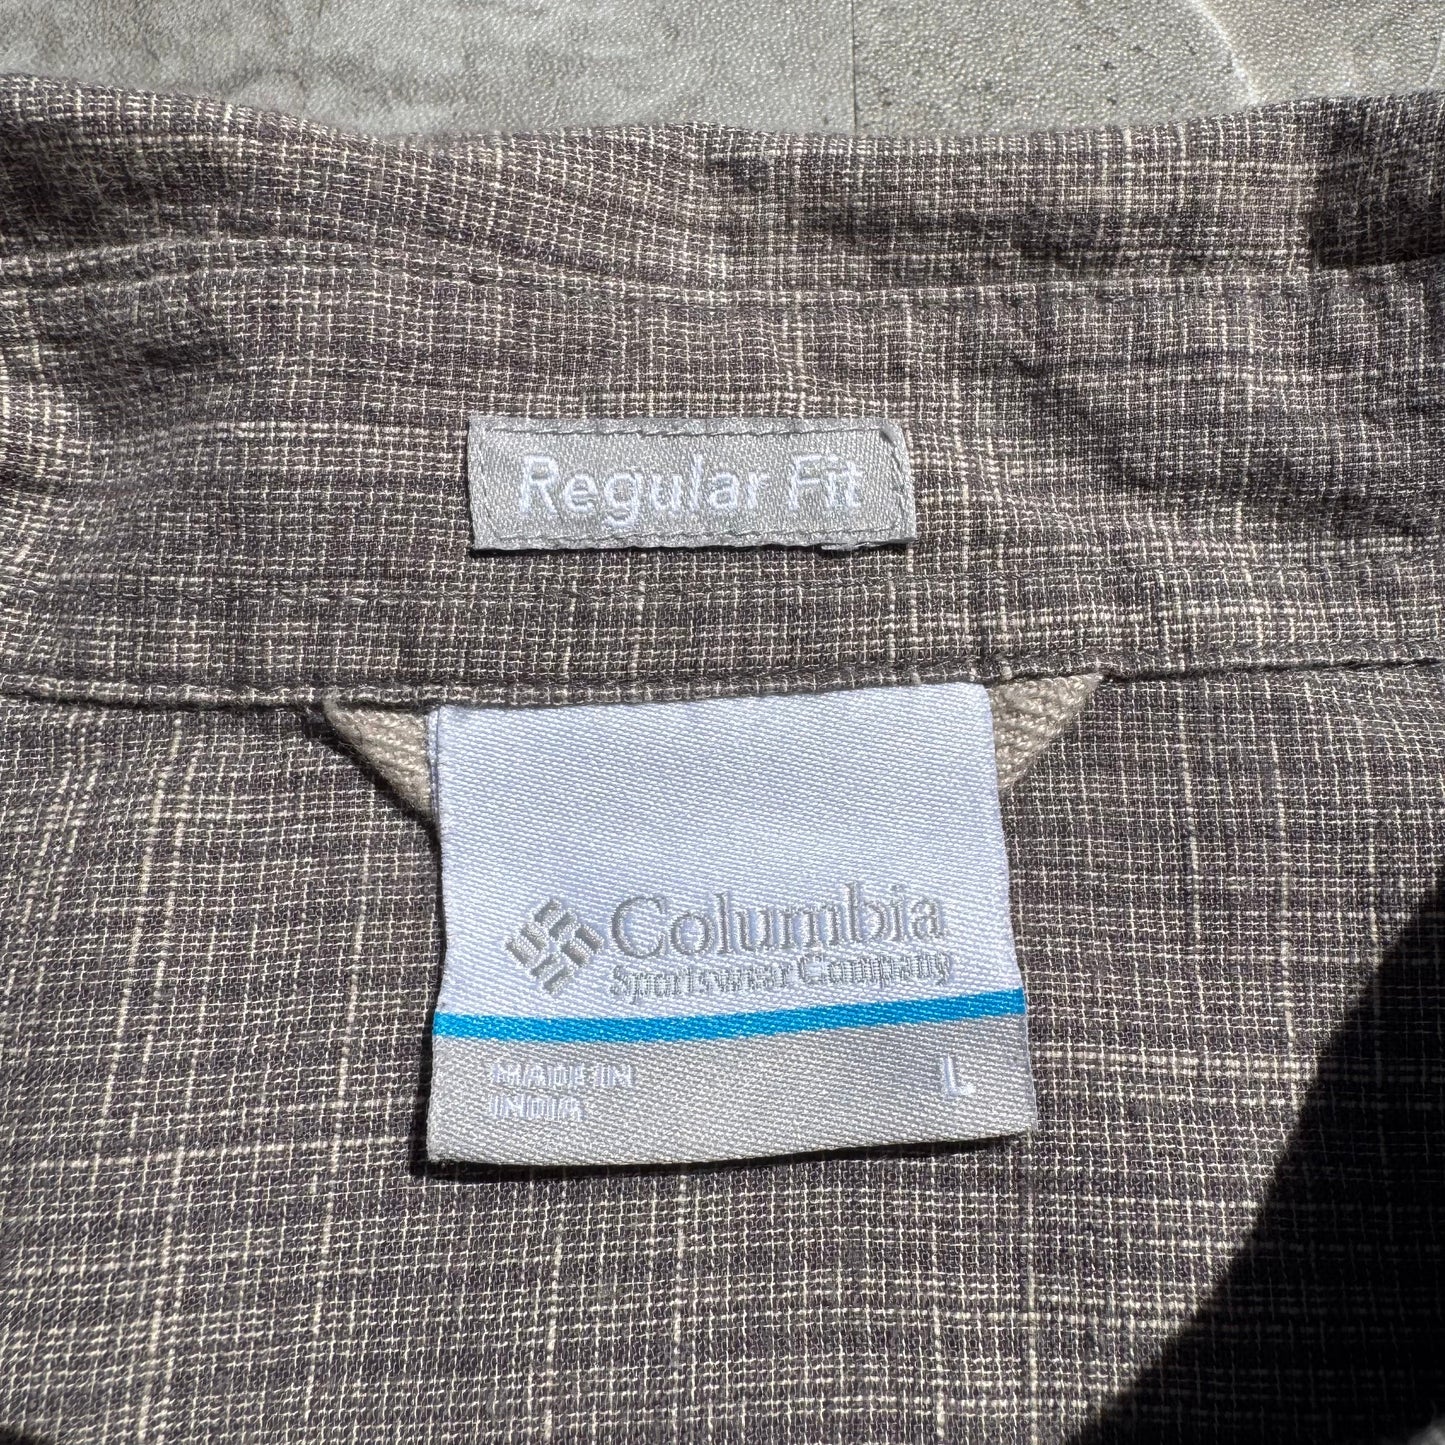 Regular Fit
Columbia
Sportswear Company
MADE IN
INDIA
L